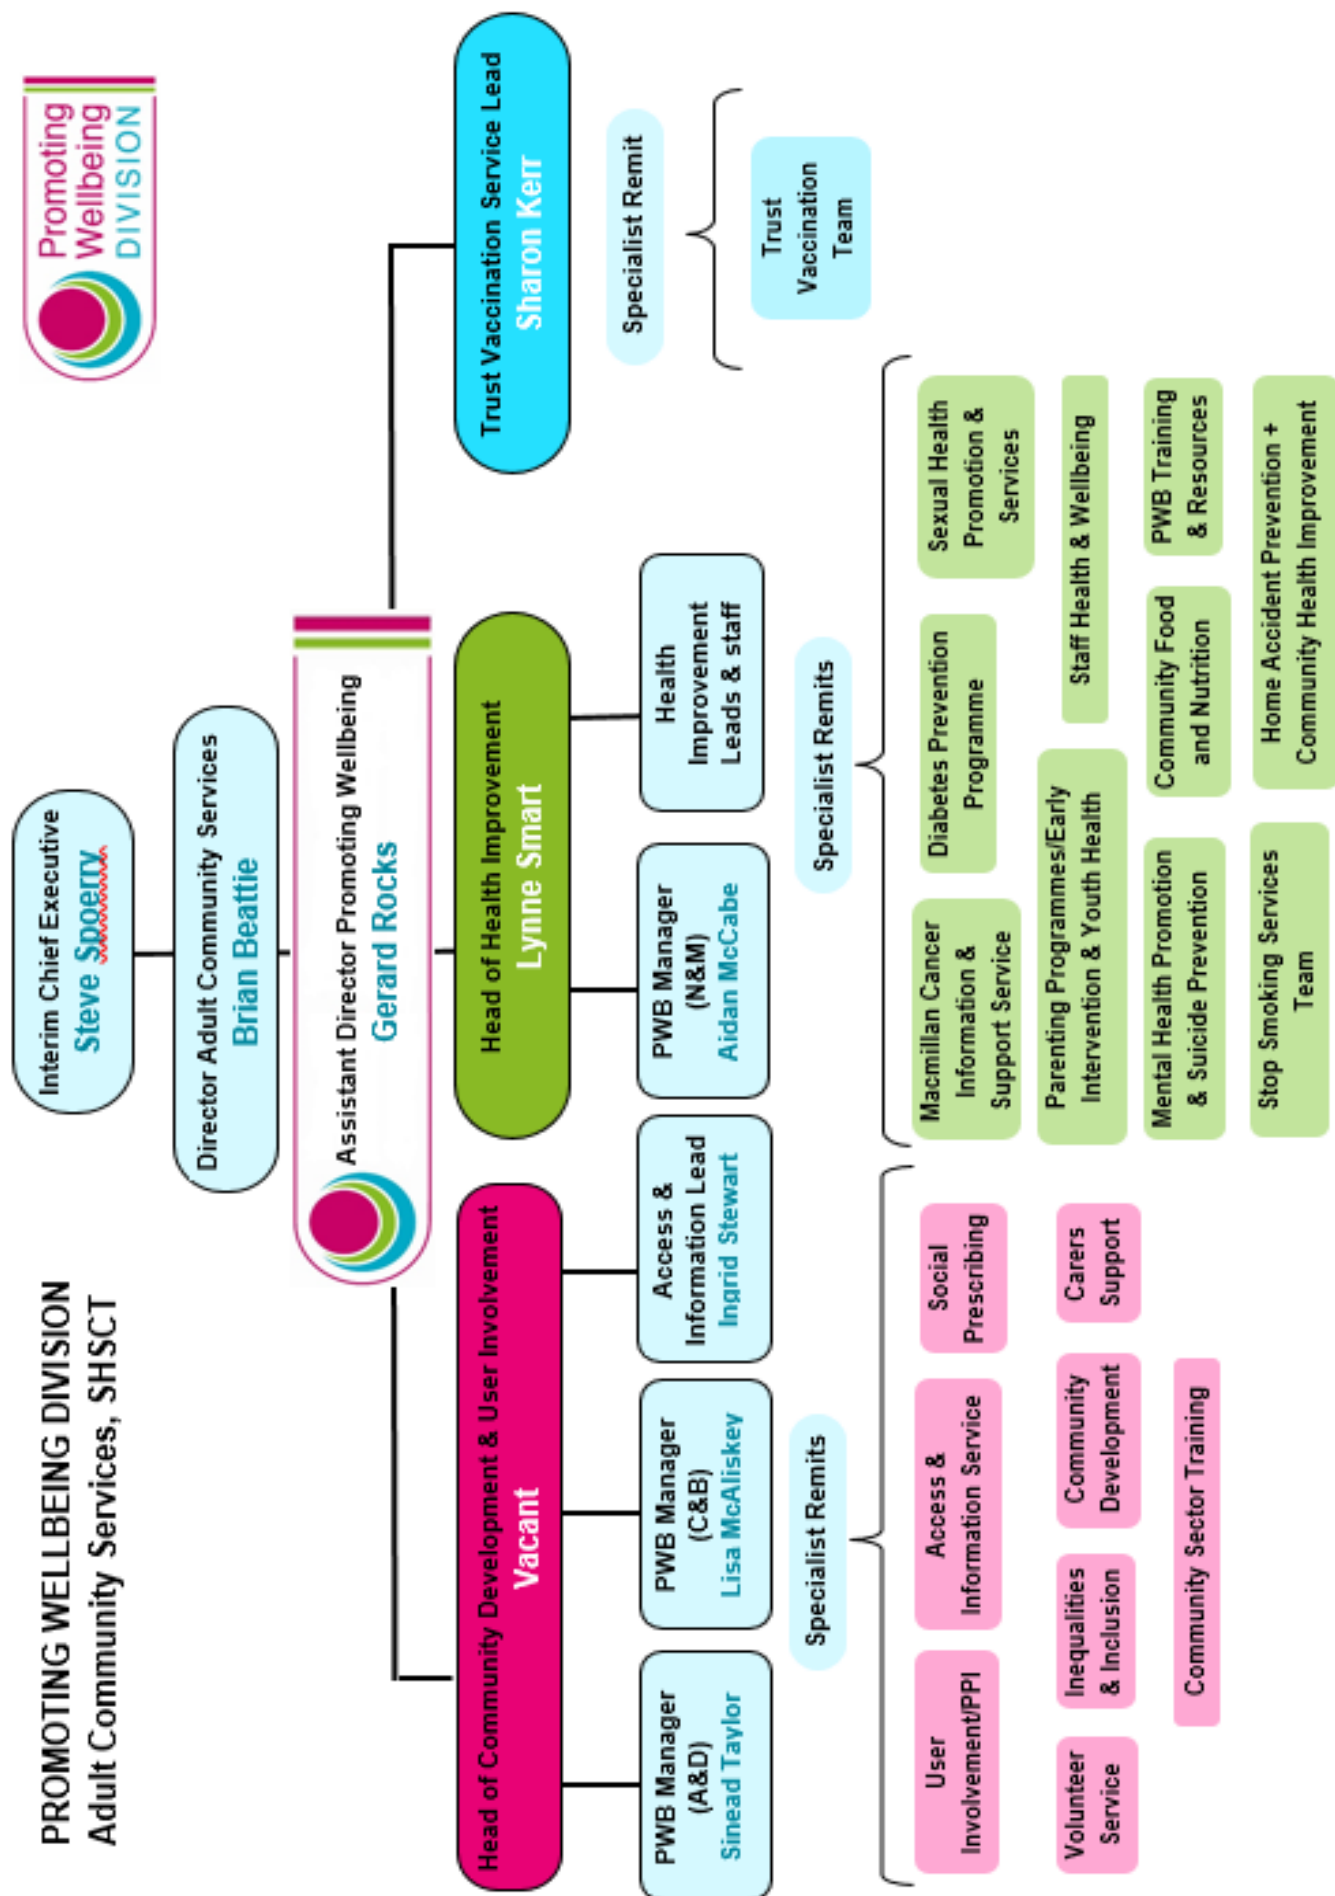 PROMOTING WELLBEING DIVISION
Adult Community Services, SHSCT
Promoting
Wellbeing
DIVISION
Interim Chief Executive
Steve Spoerry
Director Adult Community Services
Brian Beattie
Assistant Director Promoting Wellbeing
Gerard Rocks
Head of Community Development & User Involvement
Vacant
Head of Health Improvement
Lynne Smart
Trust Vaccination Service Lead
Sharon Kerr
PWB Manager
(A&D)
Sinead Taylor
PWB Manager
(C&B)
Lisa McAliskey
Access &
Information Lead
Ingrid Stewart
PWB Manager
(N&M)
Aidan McCabe
Health
Improvement
Leads & staff
Specialist Remit
Trust
Vaccination
Team
Specialist Remits
User
Involvement/PPI
Access &
Information Service
Social
Prescribing
Volunteer
Service
Inequalities
& Inclusion
Community
Development
Carers
Support
Community Sector Training
Specialist Remits
Macmillan Cancer
Information &
Support Service
Diabetes Prevention
Programme
Sexual Health
Promotion &
Services
Parenting Programmes/Early
Intervention & Youth Health
Staff Health & Wellbeing
Mental Health Promotion
& Suicide Prevention
Community Food
and Nutrition
PWB Training
& Resources
Stop Smoking Services
Team
Home Accident Prevention +
Community Health Improvement